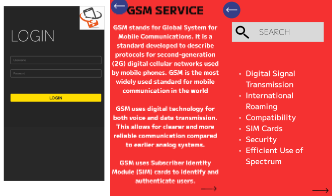 LOGIN
LOGIN
GSM SERVICE
GSM stands for Global System for
Mobile Communications. It is a
standard developed to describe
protocols for second-generation
(2G) digital cellular networks used
by mobile phones. GSM is the most
widely used standard for mobile
communication in the world
GSM uses digital technology for
both voice and data transmission.
This allows for clearer and more
reliable communication compared
to earlier analog systems.
GSM uses Subscriber Identity
Module (SIM) cards to identify and
authenticate users.
SEARCH
• Digital Signal
Transmission
• International
Roaming
• Compatibility
• SIM Cards
• Security
• Efficient Use of
Spectrum